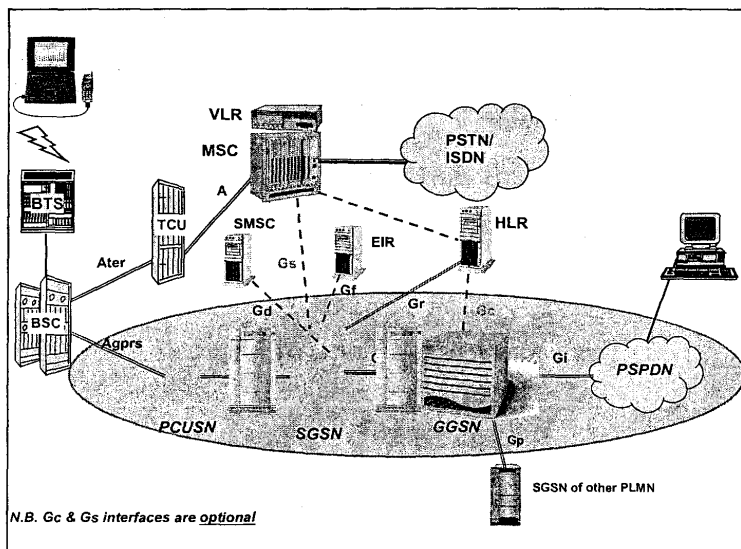 VLR
MSC
PSTN/
ISDN
A
BTS
TCU
SMSC
EIR
HLR
Ater
Gs
Gf
BSC
Gd
Gr
Gc
Agprs
Gi
PSPDN
PCUSN
SGSN
GGSN
Gp
SGSN of other PLMN
N.B. Gc & Gs interfaces are optional